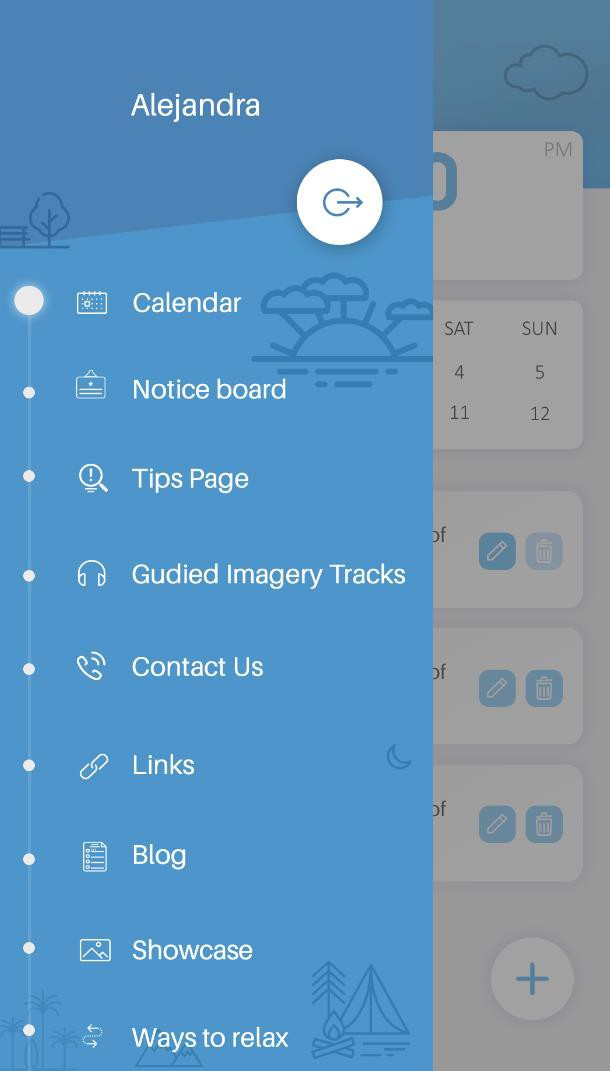 Alejandra
PM
Calendar
SAT SUN
4 5
11 12
Notice board
Tips Page
of
Gudied Imagery Tracks
Contact Us
of
Links
of
Blog
Showcase
Ways to relax